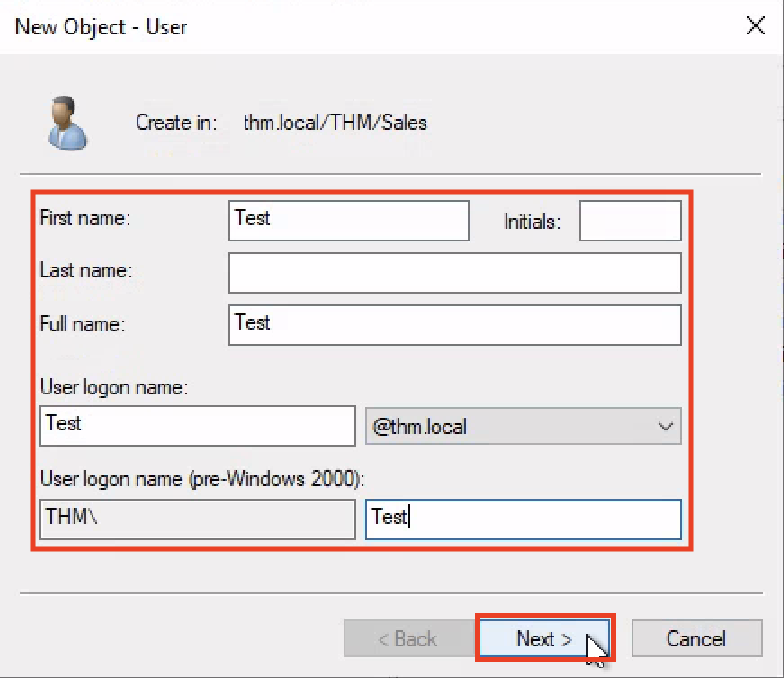 New Object - User
Create in: thm.local/THM/Sales
First name: Test Initials:
Last name:
Full name: Test
User logon name:
Test @thm.local
User logon name (pre-Windows 2000):
THM\ Test
< Back Next > Cancel